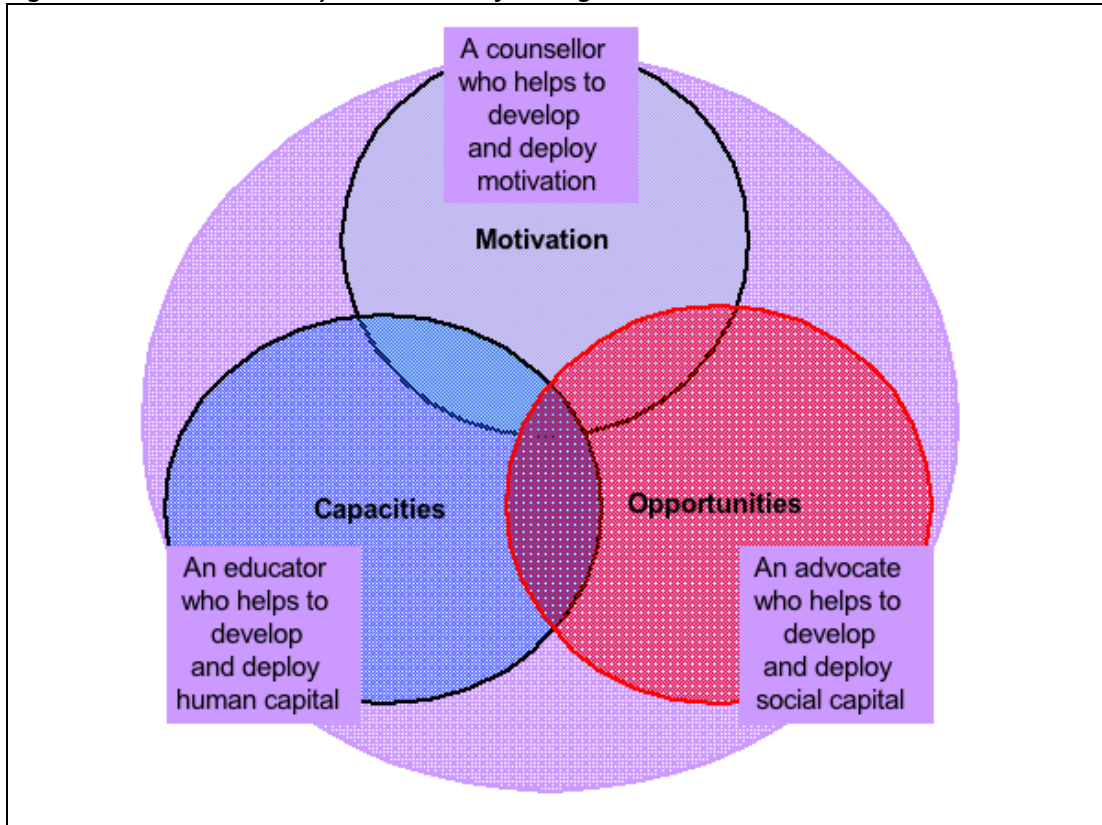 A counsellor
who helps to
develop
and deploy
motivation
Motivation
Capacities
Opportunities
An educator
who helps to
develop
and deploy
human capital
An advocate
who helps to
develop
and deploy
social capital